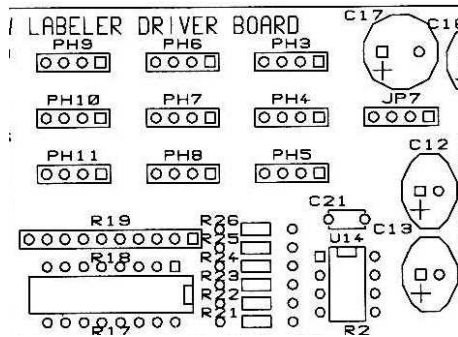 LABELER DRIVER BOARD
C17
C16
PH9 PH6 PH3
PH10 PH7 PH4 JP7
PH11 PH8 PH5
C12
C21
R19
R26
R25
U14
C13
R18
R24
R23
R22
R21
R17
R2